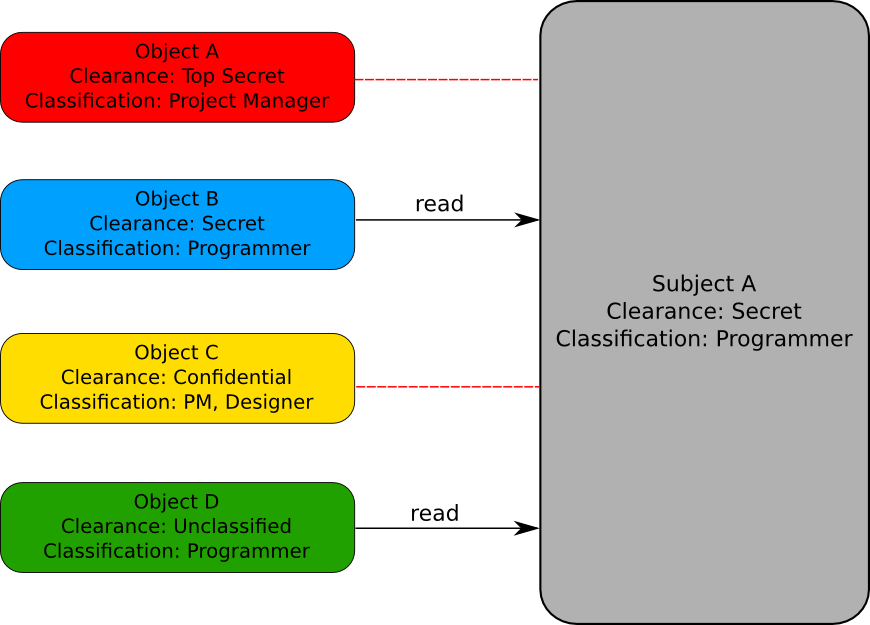 Object A
Clearance: Top Secret
Classification: Project Manager
Object B
Clearance: Secret
Classification: Programmer
read
Object C
Clearance: Confidential
Classification: PM, Designer
Object D
Clearance: Unclassified
Classification: Programmer
read
Subject A
Clearance: Secret
Classification: Programmer